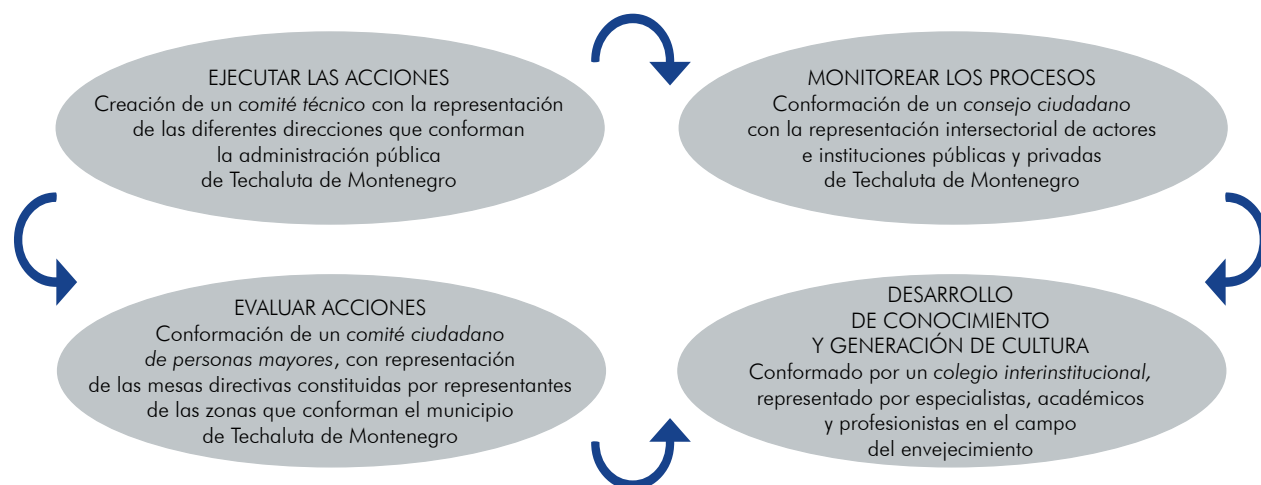 EJECUTAR LAS ACCIONES
Creación de un comité técnico con la representación
de las diferentes direcciones que conforman
la administración pública
de Techaluta de Montenegro
MONITOREAR LOS PROCESOS
Conformación de un consejo ciudadano
con la representación intersectorial de actores
e instituciones públicas y privadas
de Techaluta de Montenegro
EVALUAR ACCIONES
Conformación de un comité ciudadano
de personas mayores, con representación
de las mesas directivas constituidas por representantes
de las zonas que conforman el municipio
de Techaluta de Montenegro
DESARROLLO
DE CONOCIMIENTO
Y GENERACIÓN DE CULTURA
Conformado por un colegio interinstitucional,
representado por especialistas, académicos
y profesionistas en el campo
del envejecimiento